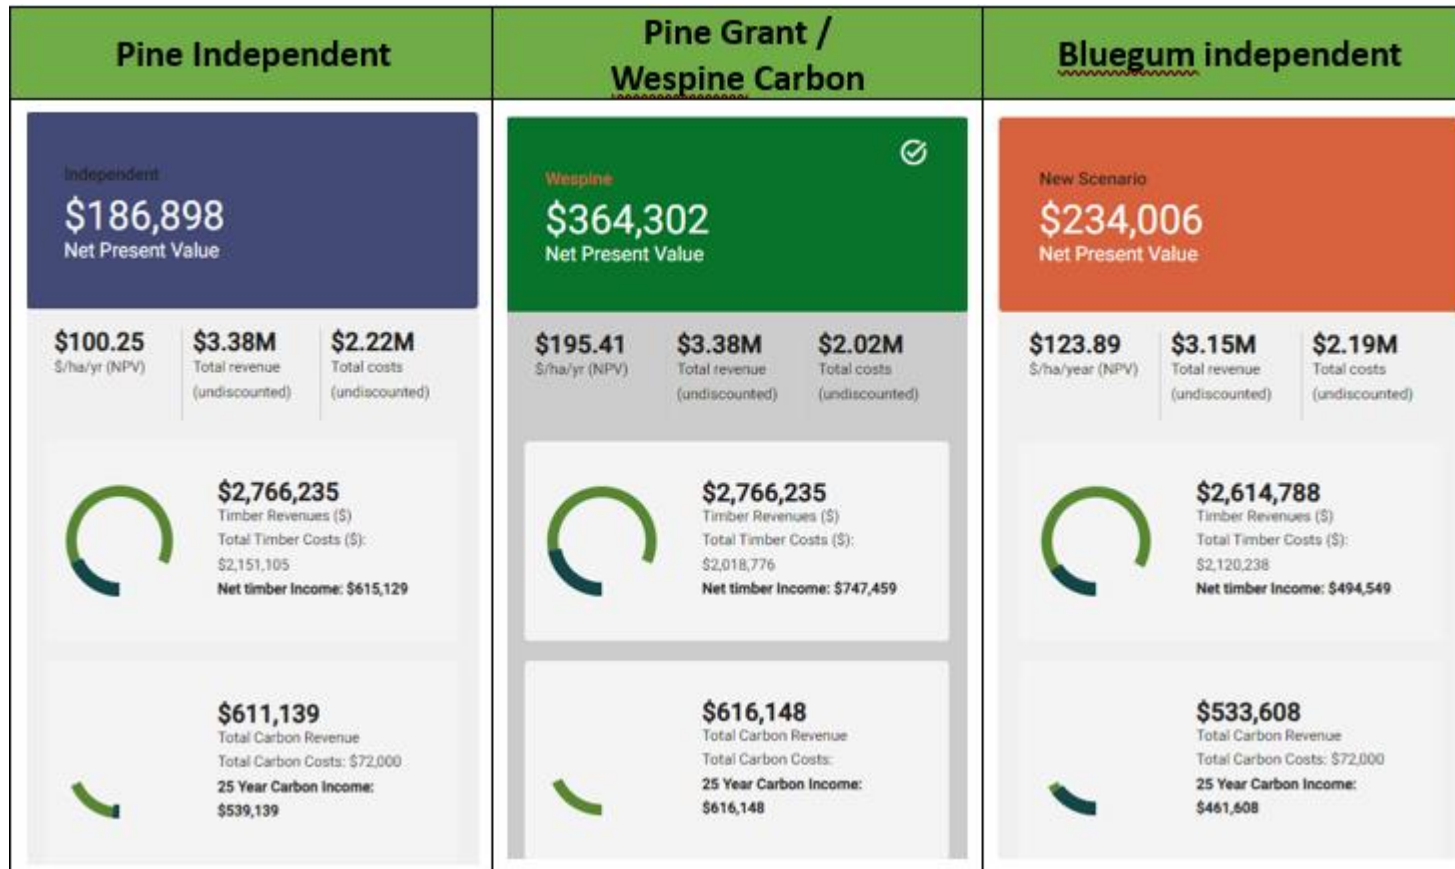 Pine Independent
Pine Grant /
Wespine Carbon
Bluegum independent
Independent
$186,898
Net Present Value
$100.25
$/ha/yr (NPV)
$3.38M
Total revenue
(undiscounted)
$2.22M
Total costs
(undiscounted)
$2,766,235
Timber Revenues ($)
Total Timber Costs ($):
$2,151,105
Net timber Income: $615,129
$611,139
Total Carbon Revenue
Total Carbon Costs: $72,000
25 Year Carbon Income:
$539,139
Wespine
$364,302
Net Present Value
$195.41
$/ha/yr (NPV)
$3.38M
Total revenue
(undiscounted)
$2.02M
Total costs
(undiscounted)
$2,766,235
Timber Revenues ($)
Total Timber Costs ($):
$2,018,776
Net timber Income: $747,459
$616,148
Total Carbon Revenue
Total Carbon Costs:
25 Year Carbon Income:
$616,148
New Scenario
$234,006
Net Present Value
$123.89
$/ha/year (NPV)
$3.15M
Total revenue
(undiscounted)
$2.19M
Total costs
(undiscounted)
$2,614,788
Timber Revenues ($)
Total Timber Costs ($):
$2,120,238
Net timber Income: $494,549
$533,608
Total Carbon Revenue
Total Carbon Costs: $72,000
25 Year Carbon Income:
$461,608